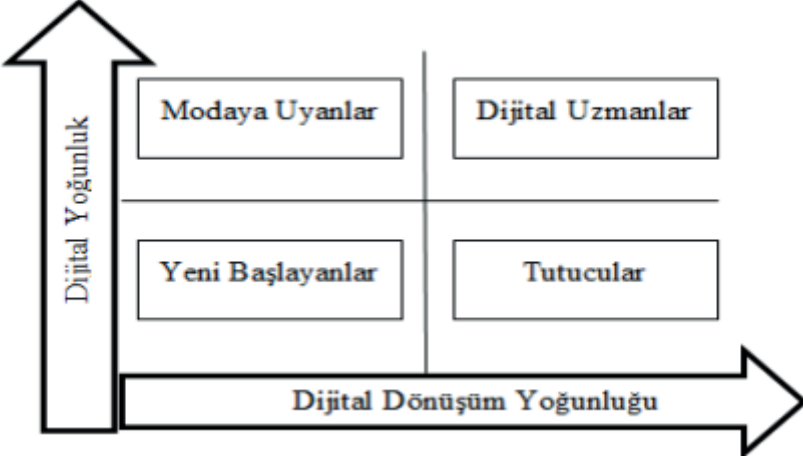 Dijital Yoğunluk
Modaya Uyanlar
Dijital Uzmanlar
Yeni Başlayanlar
Tutucular
Dijital Dönüşüm Yoğunluğu